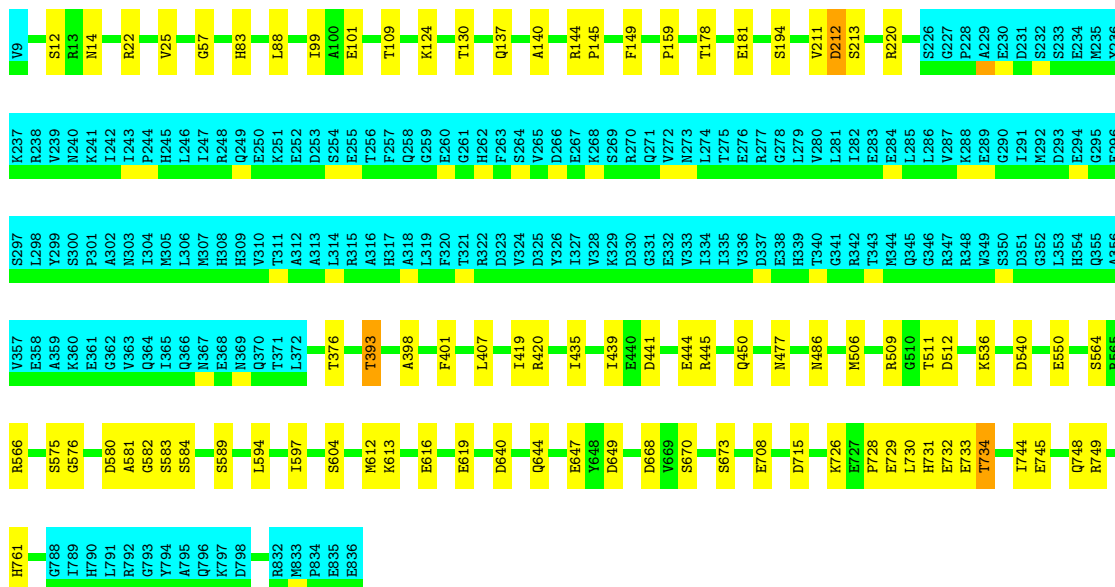 V9 S12 R13 N14 R22 V25 G57 H83 L88 I99 A100 E101 T109 K124 T130 Q137 A140 R144 P145 F149 P159 T178 E181 S194 V211 D212 S213 R220 S226 G227 P228 A229 E230 D231 S232 S233 E234 M235 Y236
K237 R238 V239 N240 K241 I242 I243 P244 H245 L246 I247 R248 Q249 E250 K251 E252 D253 S254 E255 T256 F257 Q258 G259 E260 G261 H262 F263 S264 V265 D266 E267 K268 S269 R270 Q271 V272 N273 L274 T275 E276 R277 G278 L279 V280 L281 I282 E283 E284 L285 L286 V287 K288 E289 G290 I291 M292 D293 E294 G295 E296
S297 L298 Y299 S300 P301 A302 N303 I304 M305 L306 M307 H308 H309 V310 T311 A312 A313 L314 R315 A316 H317 A318 L319 F320 T321 R322 D323 V324 D325 Y326 I327 V328 K329 D330 G331 E332 V333 I334 I335 V336 D337 E338 H339 T340 G341 R342 T343 M344 Q345 G346 R347 R348 W349 S350 D351 G352 L353 H354 Q355 A356
V357 E358 A359 K360 E361 G362 V363 Q364 I365 Q366 N367 E368 N369 Q370 T371 L372 T376 T393 A398 F401 L407 I419 R420 I435 I439 E440 D441 E444 R445 Q450 N477 N486 M506 R509 G510 T511 D512 K536 D540 E550 S564 R565
R566 S575 G576 D580 A581 G582 S583 S584 S589 L594 I597 S604 M612 K613 E616 E619 D640 Q644 E647 Y648 D649 D668 V669 S670 S673 E708 D715 K726 E727 P728 E729 L730 H731 E732 E733 T734 I744 E745 Q748 R749
H761 G788 I789 H790 L791 R792 G793 Y794 A795 Q796 K797 D798 R832 M833 P834 E835 E836